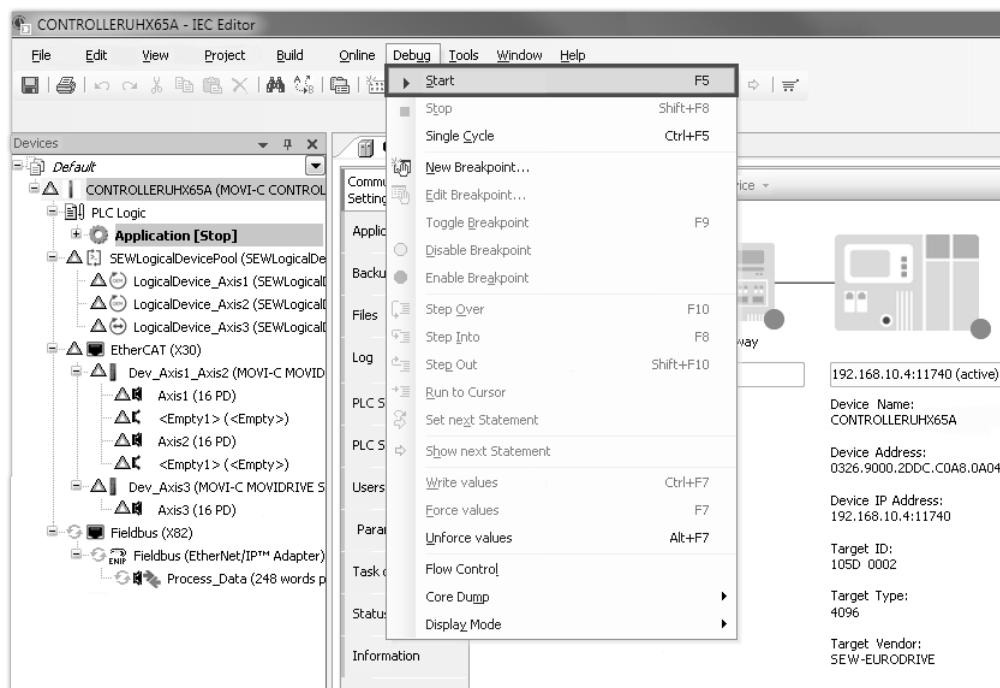 CONTROLLERUHX65A - IEC Editor
File Edit View Project Build Online Debug Tools Window Help
Start F5
Stop Shift+F8
Single Cycle Ctrl+F5
New Breakpoint...
Edit Breakpoint...
Toggle Breakpoint F9
Disable Breakpoint
Enable Breakpoint
Step Over F10
Step Into F8
Step Out Shift+F10
Run to Cursor
Set next Statement
Show next Statement
Write values Ctrl+F7
Force values F7
Unforce values Alt+F7
Flow Control
Core Dump
Display Mode
Devices
Default
CONTROLLERUHX65A (MOVI-C CONTROL
PLC Logic
Application [Stop]
SEWLogicalDevicePool (SEWLogicalDe
LogicalDevice_Axis1 (SEWLogical
LogicalDevice_Axis2 (SEWLogical
LogicalDevice_Axis3 (SEWLogical
EtherCAT (X30)
Dev_Axis1_Axis2 (MOVI-C MOVID
Axis1 (16 PD)
<Empty1> (<Empty>)
Axis2 (16 PD)
<Empty1> (<Empty>)
Dev_Axis3 (MOVI-C MOVIDRIVE S
Axis3 (16 PD)
Fieldbus (X82)
ENIP Fieldbus (EtherNet/IP™ Adapter)
Process_Data (248 words p
Commu
Setting
Applic
Backu
Files
Log
PLC S
PLC S
Users
Para
Task
Status
Information
ice
way
192.168.10.4:11740 (active)
Device Name:
CONTROLLERUHX65A
Device Address:
0326.9000.2DDC.C0A8.0A04
Device IP Address:
192.168.10.4:11740
Target ID:
105D 0002
Target Type:
4096
Target Vendor:
SEW-EURODRIVE